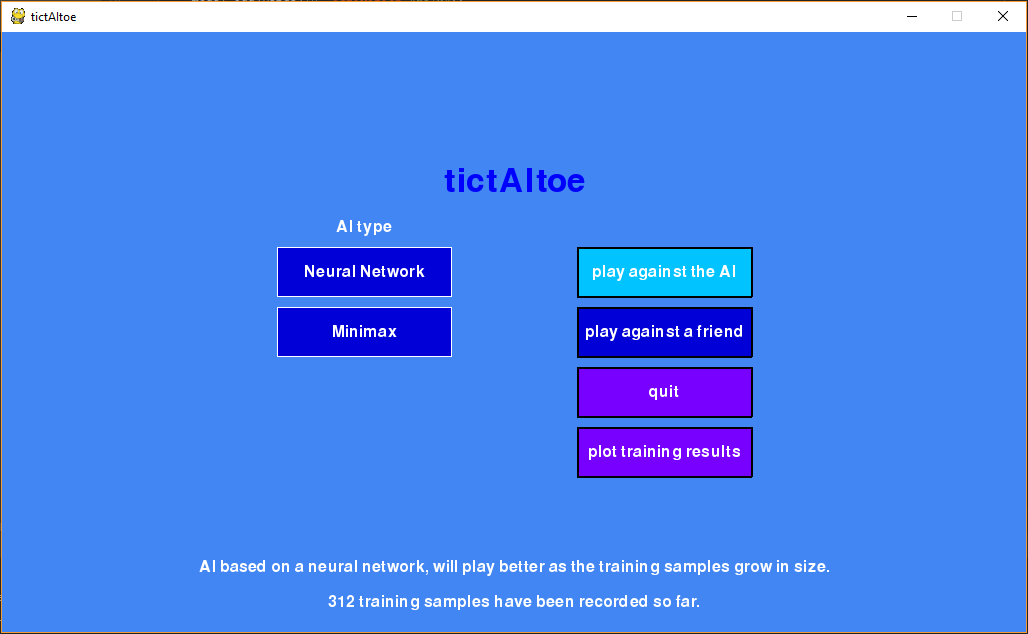 tictAItoe
tictAItoe
AI type
Neural Network
Minimax
play against the AI
play against a friend
quit
plot training results
AI based on a neural network, will play better as the training samples grow in size.
312 training samples have been recorded so far.